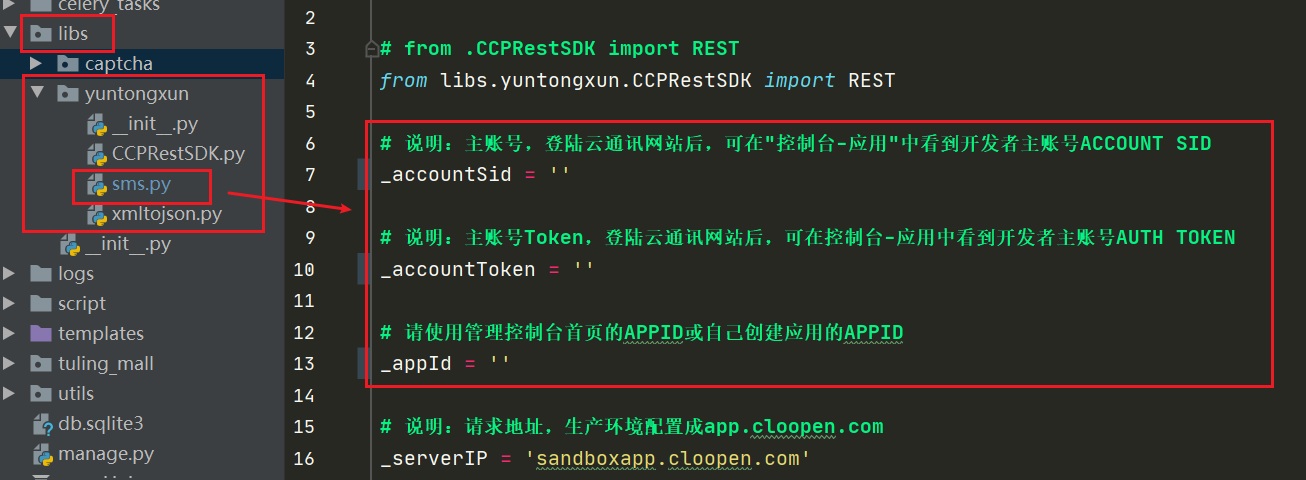 celery_tasks
libs
captcha
yuntongxun
__init__.py
CCPRestSDK.py
sms.py
xmltojson.py
__init__.py
logs
script
templates
tuling_mall
utils
db.sqlite3
manage.py
2
3 # from .CCPRestSDK import REST
4 from libs.yuntongxun.CCPRestSDK import REST
5
6 # 说明：主账号，登陆云通讯网站后，可在"控制台-应用"中看到开发者主账号ACCOUNT SID
7 _accountSid = ''
8
9 # 说明：主账号Token，登陆云通讯网站后，可在控制台-应用中看到开发者主账号AUTH TOKEN
10 _accountToken = ''
11
12 # 请使用管理控制台首页的APPID或自己创建应用的APPID
13 _appId = ''
14
15 # 说明：请求地址，生产环境配置成app.cloopen.com
16 _serverIP = 'sandboxapp.cloopen.com'